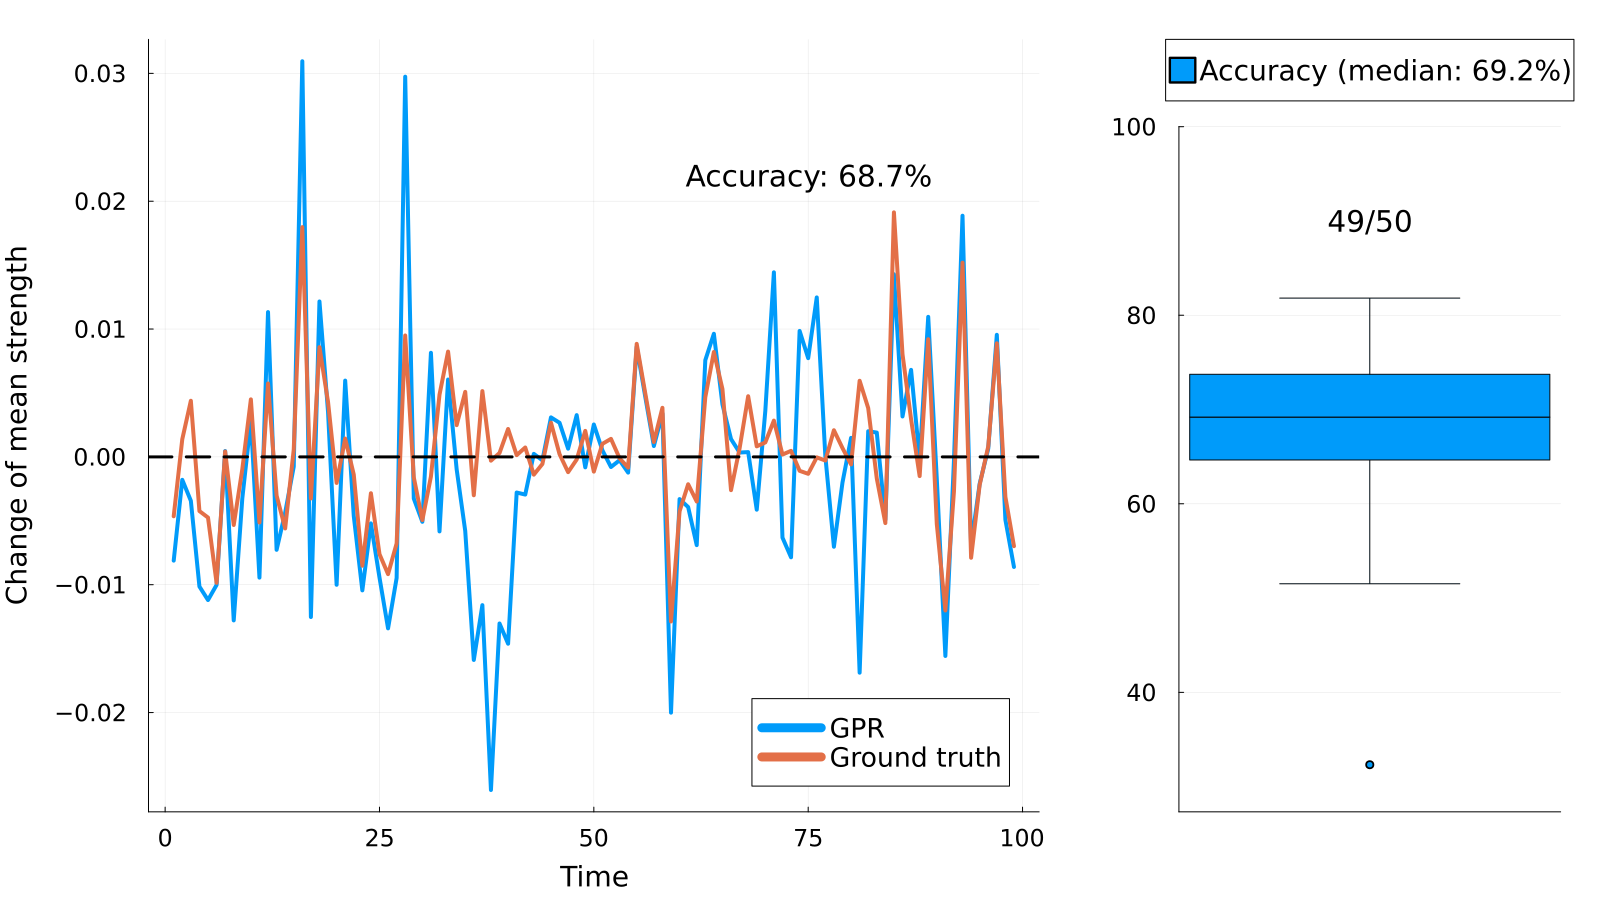 Change of mean strength
0.03
0.02
0.01
0.00
−0.01
−0.02
Accuracy: 68.7%
GPR
Ground truth
0 25 50 75 100
Time
Accuracy (median: 69.2%)
100
80
60
40
49/50